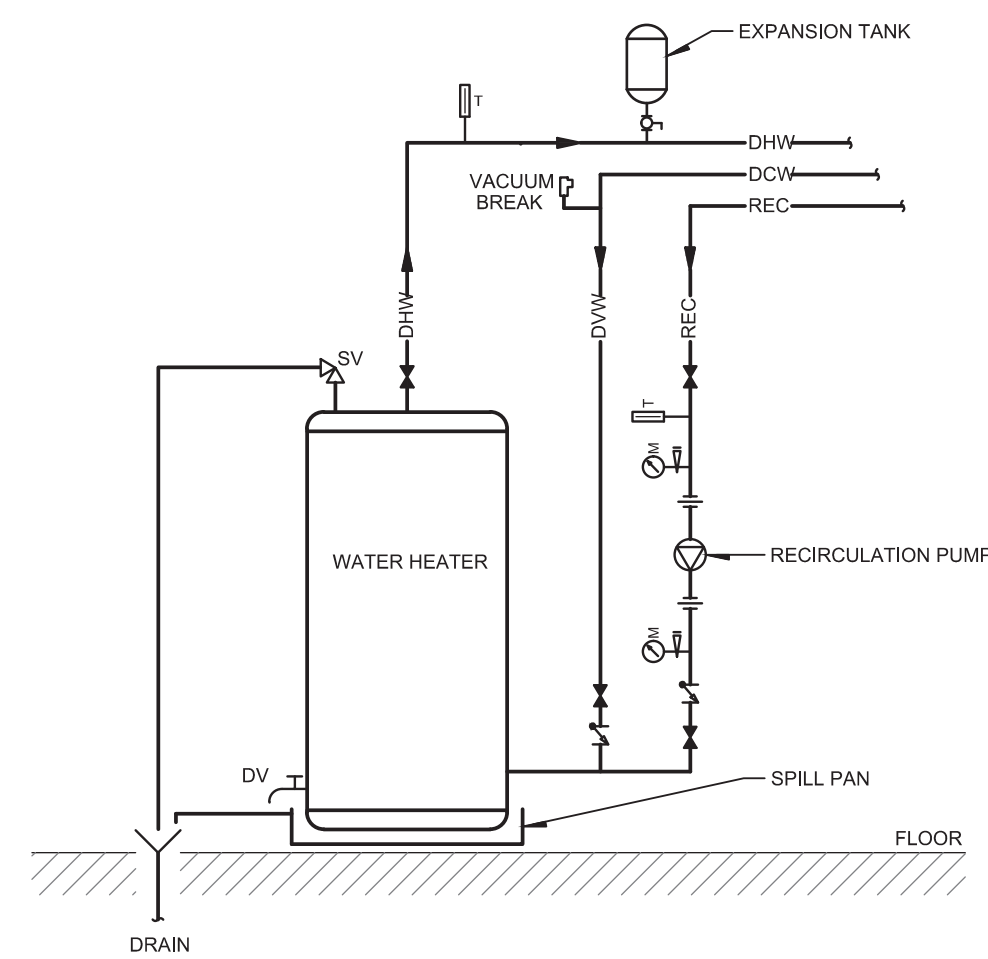 EXPANSION TANK
T
DHW
DCW
VACUUM
BREAK
REC
DHW
DVW
REC
SV
T
M
WATER HEATER
RECIRCULATION PUMP
M
DV
SPILL PAN
FLOOR
DRAIN